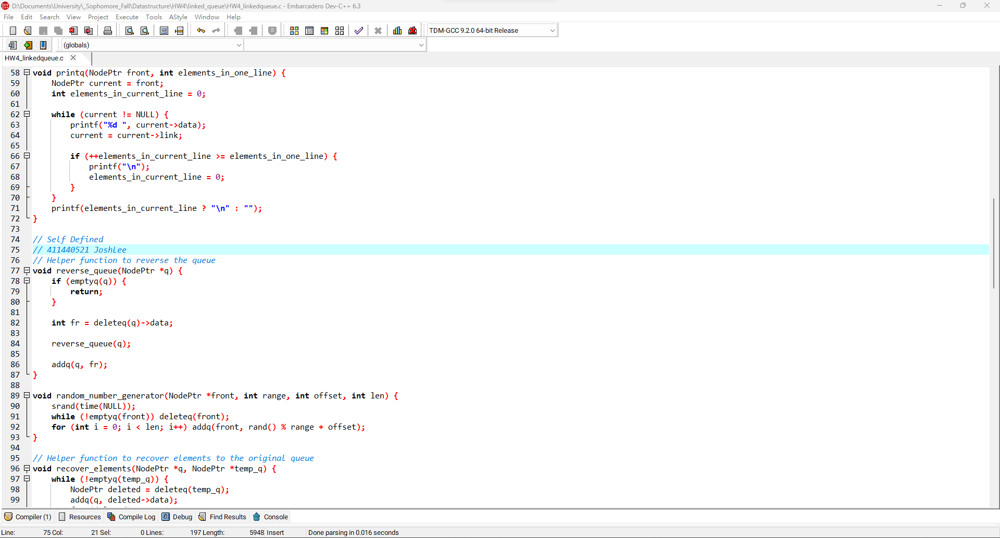 D:\Documents\University\_Sophomore_Fall\Datastructure\HW4\linked_queue\HW4_linkedqueue.c - Embarcadero Dev-C++ 6.3
File Edit Search View Project Execute Tools AStyle Window Help
TDM-GCC 9.2.0 64-bit Release
(globals)
HW4_linkedqueue.c
58 void printq(NodePtr front, int elements_in_one_line) {
59     NodePtr current = front;
60     int elements_in_current_line = 0;
61
62     while (current != NULL) {
63         printf("%d ", current->data);
64         current = current->link;
65
66         if (++elements_in_current_line >= elements_in_one_line) {
67             printf("\n");
68             elements_in_current_line = 0;
69         }
70     }
71     printf(elements_in_current_line ? "\n" : "");
72 }
73
74 // Self Defined
75 // 411440521 JoshLee
76 // Helper function to reverse the queue
77 void reverse_queue(NodePtr *q) {
78     if (emptyq(q)) {
79         return;
80     }
81
82     int fr = deleteq(q)->data;
83
84     reverse_queue(q);
85
86     addq(q, fr);
87 }
88
89 void random_number_generator(NodePtr *front, int range, int offset, int len) {
90     srand(time(NULL));
91     while (!emptyq(front)) deleteq(front);
92     for (int i = 0; i < len; i++) addq(front, rand() % range + offset);
93 }
94
95 // Helper function to recover elements to the original queue
96 void recover_elements(NodePtr *q, NodePtr *temp_q) {
97     while (!emptyq(temp_q)) {
98         NodePtr deleted = deleteq(temp_q);
99         addq(q, deleted->data);
Compiler (1) Resources Compile Log Debug Find Results Console
Line: 75 Col: 21 Sel: 0 Lines: 197 Length: 5948 Insert Done parsing in 0.016 seconds